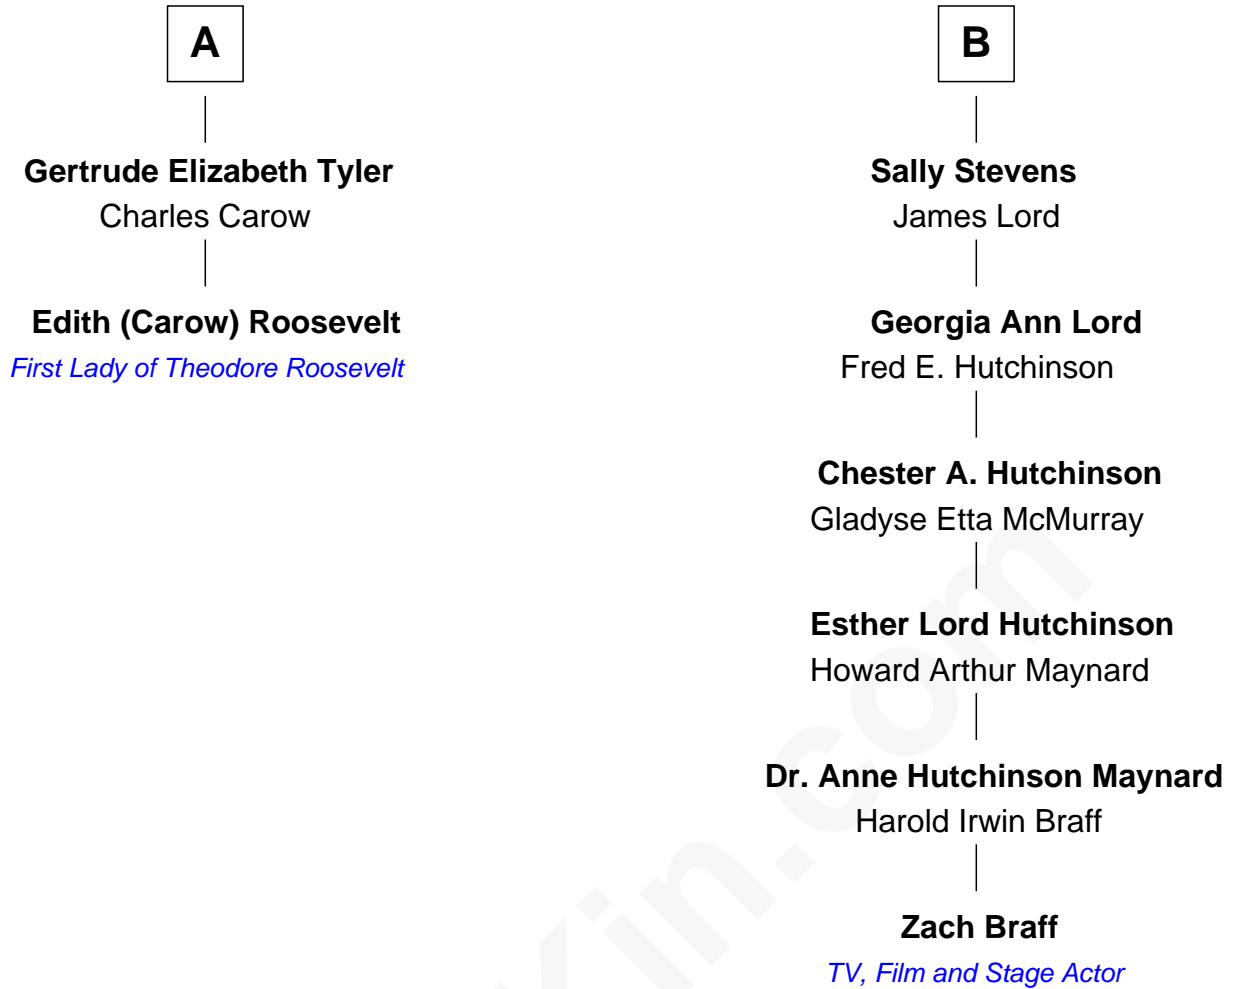 A
Gertrude Elizabeth Tyler
Charles Carow
Edith (Carow) Roosevelt
First Lady of Theodore Roosevelt
B
Sally Stevens
James Lord
Georgia Ann Lord
Fred E. Hutchinson
Chester A. Hutchinson
Gladyse Etta McMurray
Esther Lord Hutchinson
Howard Arthur Maynard
Dr. Anne Hutchinson Maynard
Harold Irwin Braff
Zach Braff
TV, Film and Stage Actor
Kin.com